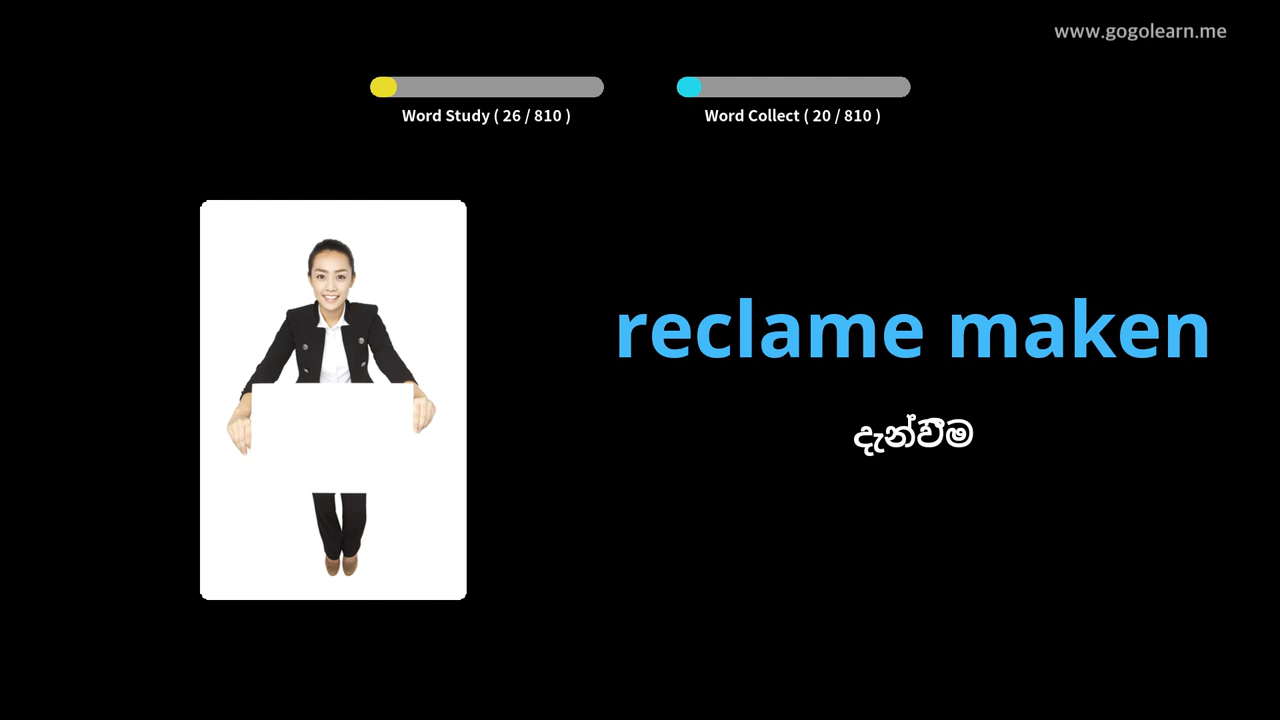 www.gogolearn.me
Word Study ( 26 / 810 )
Word Collect ( 20 / 810 )
reclame maken
දැන්වීම